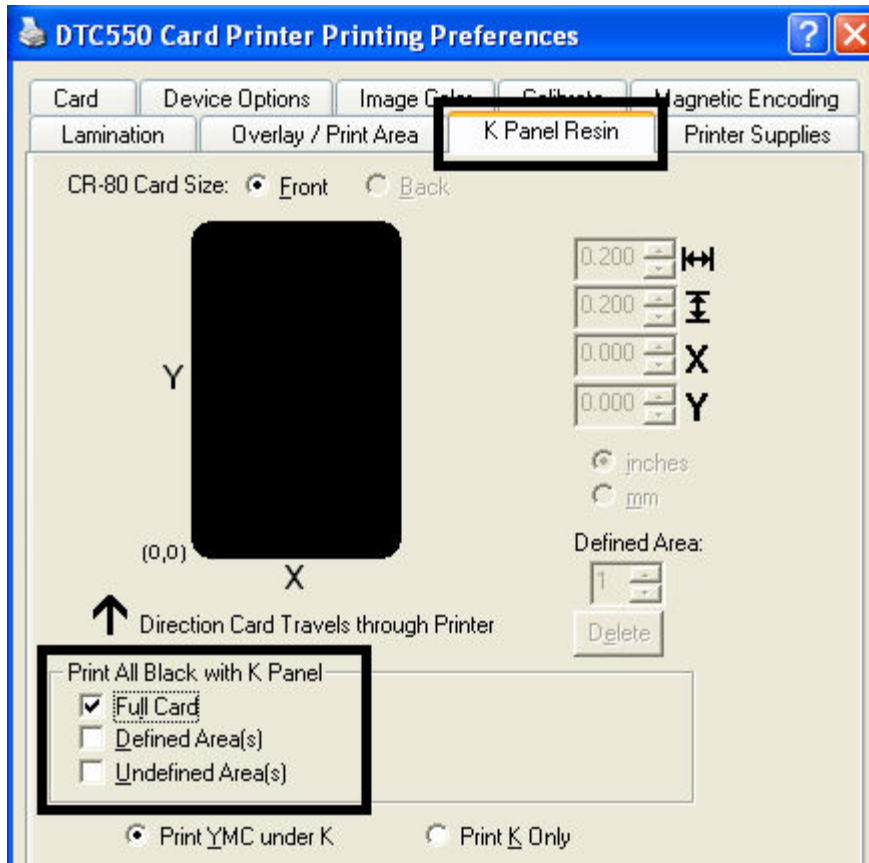 DTC550 Card Printer Printing Preferences
Card Device Options Image Color Calibrate Magnetic Encoding
Lamination Overlay / Print Area K Panel Resin Printer Supplies
CR-80 Card Size: Front Back
0.200
0.200
0.000 X
Y 0.000 Y
inches
mm
(0,0) Defined Area:
X 1
Direction Card Travels through Printer Delete
Print All Black with K Panel
Full Card
Defined Area(s)
Undefined Area(s)
Print YMC under K Print K Only